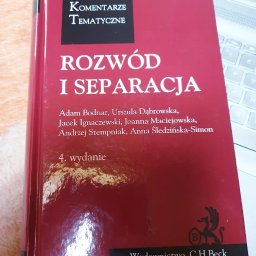 KOMENTARZE
TEMATYCZNE
ROZWÓD
I SEPARACJA
Adam Bodnar, Urszula Dąbrowska,
Jacek Ignaczewski, Joanna Maciejowska,
Andrzej Stempniak, Anna Śledzińska-Simon
4. wydanie
Wydawnictwo C.H.Beck